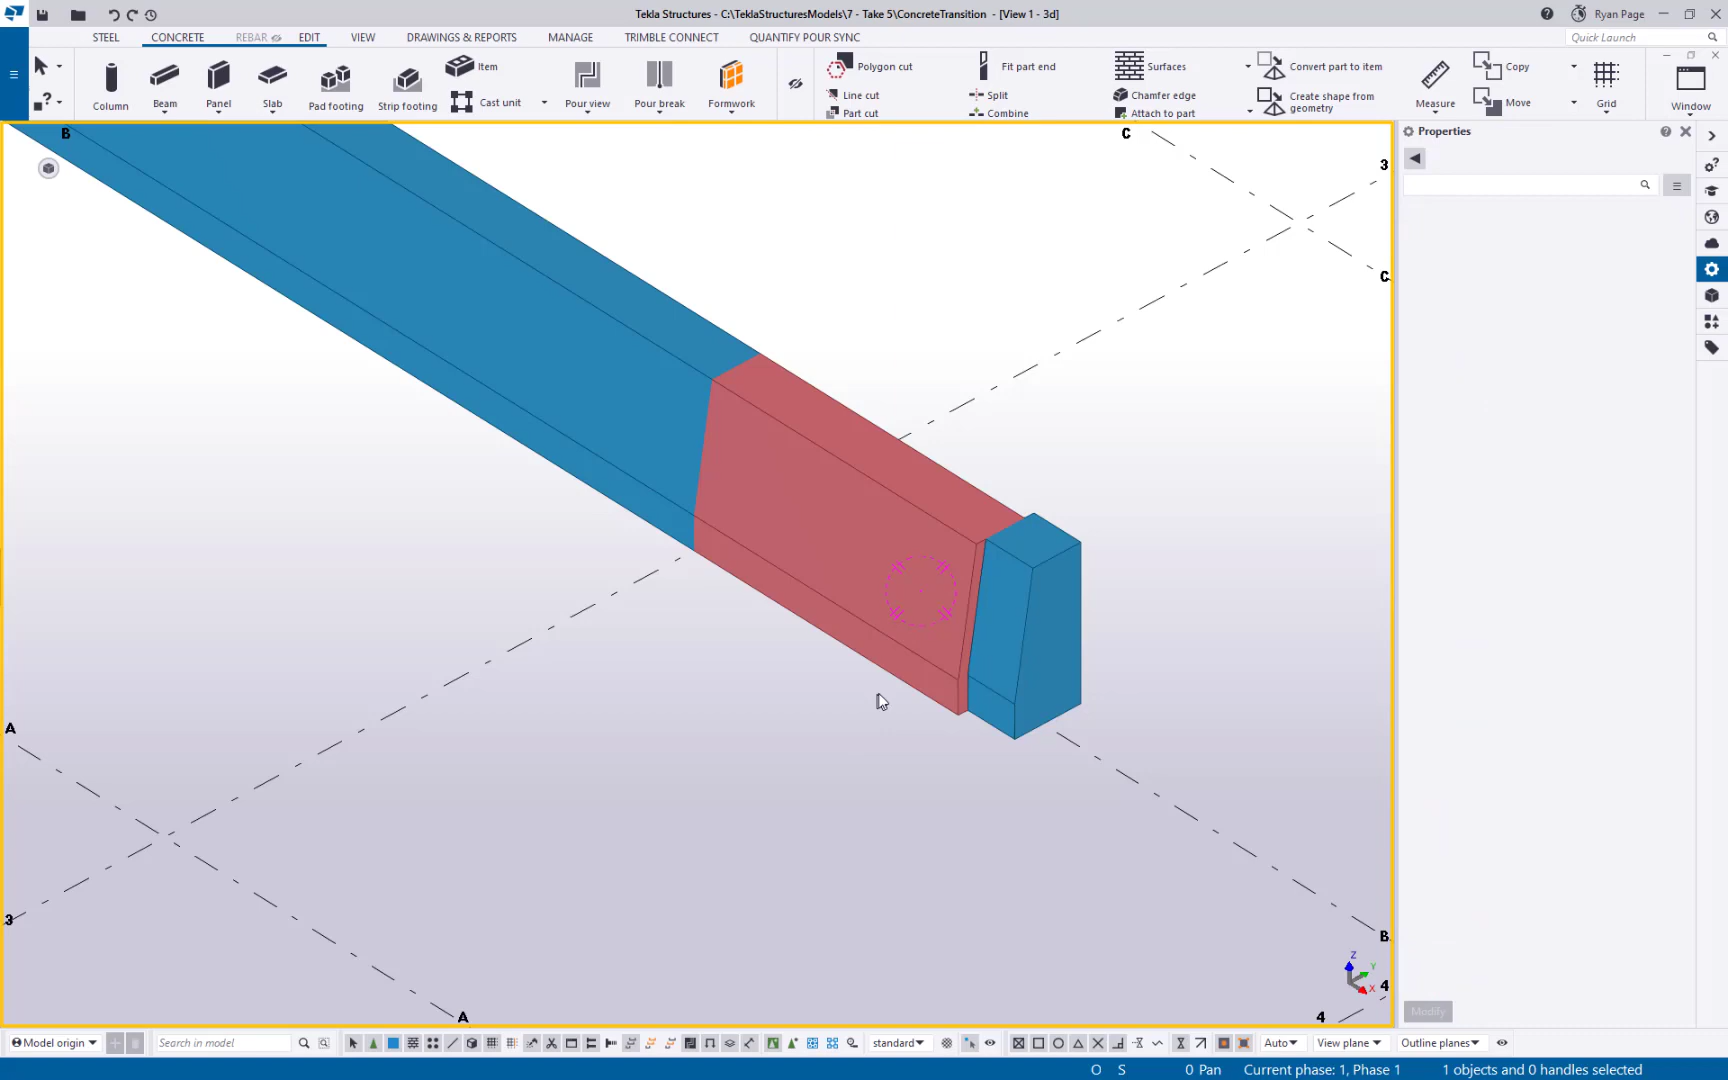 Tekla Structures - C:\TeklaStructuresModels\7 - Take 5\ConcreteTransition - [View 1 - 3d]
Ryan Page
STEEL CONCRETE REBAR EDIT VIEW DRAWINGS & REPORTS MANAGE TRIMBLE CONNECT QUANTIFY POUR SYNC
Quick Launch
Column Beam Panel Slab Pad footing Strip footing
Item
Cast unit
Pour view Pour break Formwork
Polygon cut
Line cut
Part cut
Fit part end
Split
Combine
Surfaces
Chamfer edge
Attach to part
Convert part to item
Create shape from geometry
Measure
Copy
Move
Grid
Window
Properties
B
C
3
C
A
3
A
B
4
4
Z
Y
X
Modify
Model origin
Search in model
standard
Auto
View plane
Outline planes
O S 0 Pan Current phase: 1, Phase 1 1 objects and 0 handles selected